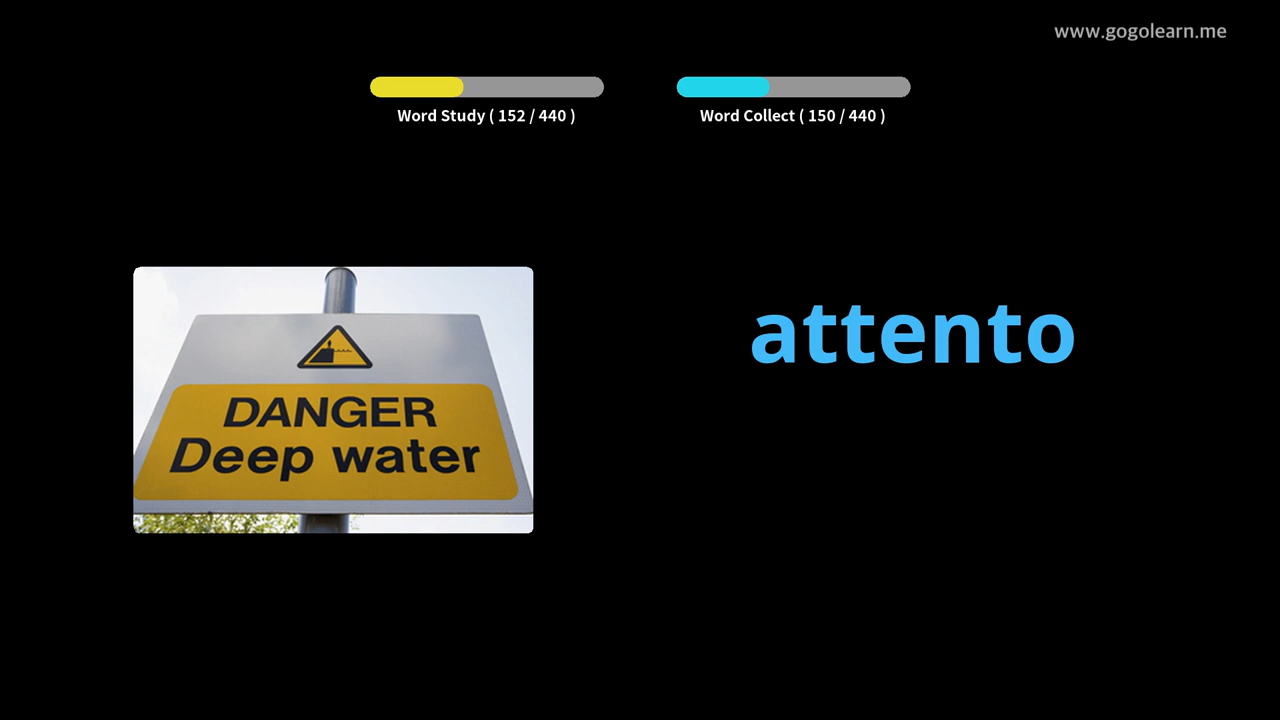 www.gogolearn.me
Word Study ( 152 / 440 )
Word Collect ( 150 / 440 )
DANGER
Deep water
attento